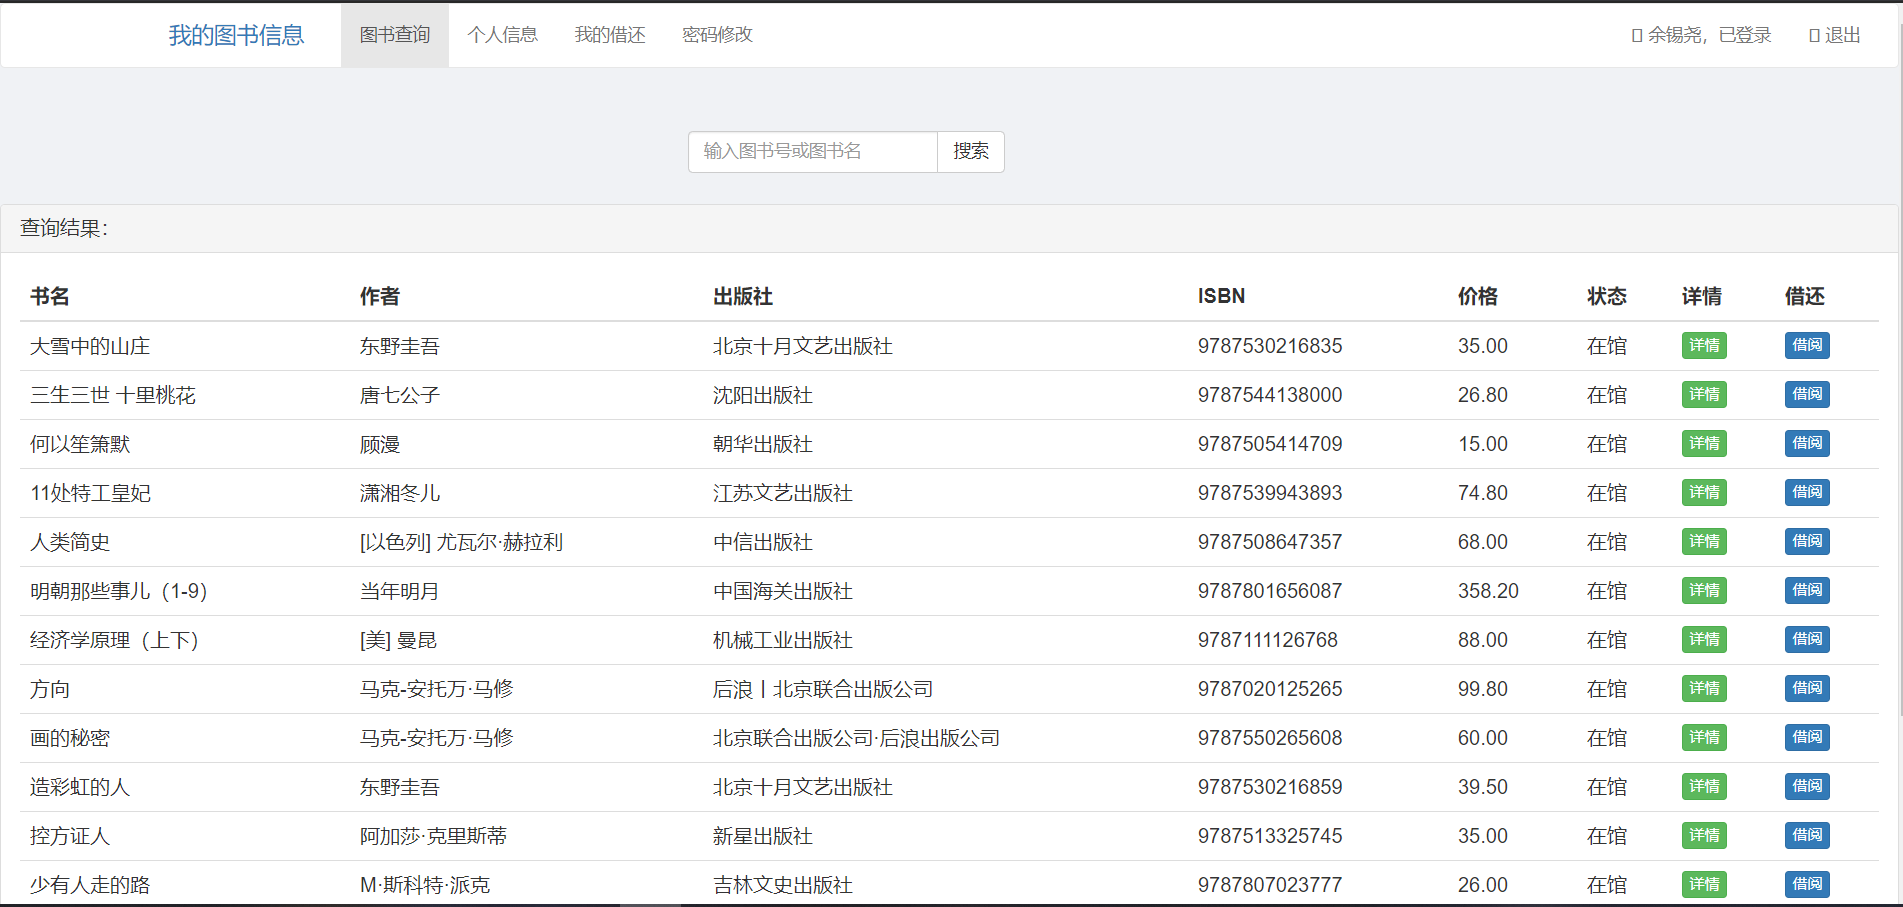 我的图书信息 图书查询 个人信息 我的借还 密码修改 余锡尧，已登录 退出
输入图书号或图书名 搜索
查询结果：
书名 作者 出版社 ISBN 价格 状态 详情 借还
大雪中的山庄 东野圭吾 北京十月文艺出版社 9787530216835 35.00 在馆 详情 借阅
三生三世 十里桃花 唐七公子 沈阳出版社 9787544138000 26.80 在馆 详情 借阅
何以笙箫默 顾漫 朝华出版社 9787505414709 15.00 在馆 详情 借阅
11处特工皇妃 潇湘冬儿 江苏文艺出版社 9787539943893 74.80 在馆 详情 借阅
人类简史 [以色列] 尤瓦尔·赫拉利 中信出版社 9787508647357 68.00 在馆 详情 借阅
明朝那些事儿（1-9） 当年明月 中国海关出版社 9787801656087 358.20 在馆 详情 借阅
经济学原理（上下） [美] 曼昆 机械工业出版社 9787111126768 88.00 在馆 详情 借阅
方向 马克-安托万·马修 后浪丨北京联合出版公司 9787020125265 99.80 在馆 详情 借阅
画的秘密 马克-安托万·马修 北京联合出版公司·后浪出版公司 9787550265608 60.00 在馆 详情 借阅
造彩虹的人 东野圭吾 北京十月文艺出版社 9787530216859 39.50 在馆 详情 借阅
控方证人 阿加莎·克里斯蒂 新星出版社 9787513325745 35.00 在馆 详情 借阅
少有人走的路 M·斯科特·派克 吉林文史出版社 9787807023777 26.00 在馆 详情 借阅